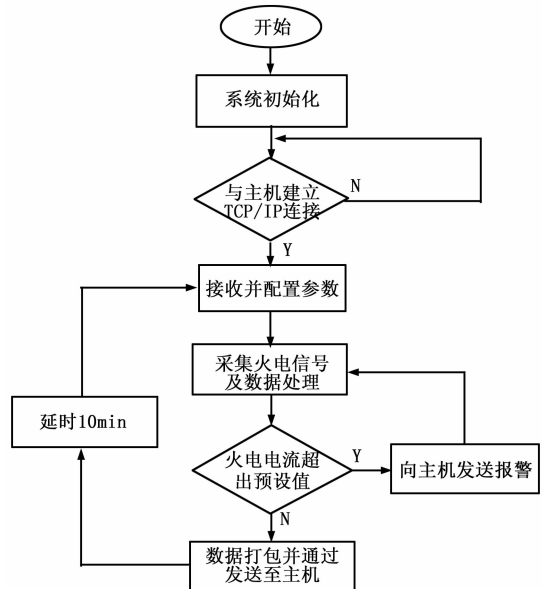 开始
系统初始化
与主机建立
TCP/IP连接
N
Y
接收并配置参数
采集火电信号
及数据处理
延时10min
火电电流超
出预设值
Y
向主机发送报警
N
数据打包并通过
发送至主机